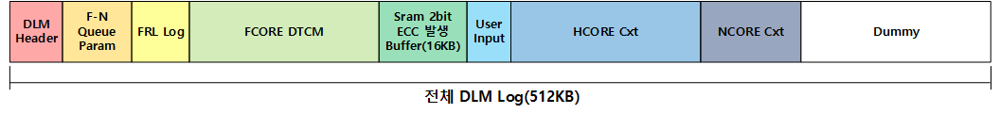 DLM
Header
F-N
Queue
Param
FRL Log
FCORE DTCM
Sram 2bit
ECC 발생
Buffer(16KB)
User
Input
HCORE Cxt
NCORE Cxt
Dummy
전체 DLM Log(512KB)